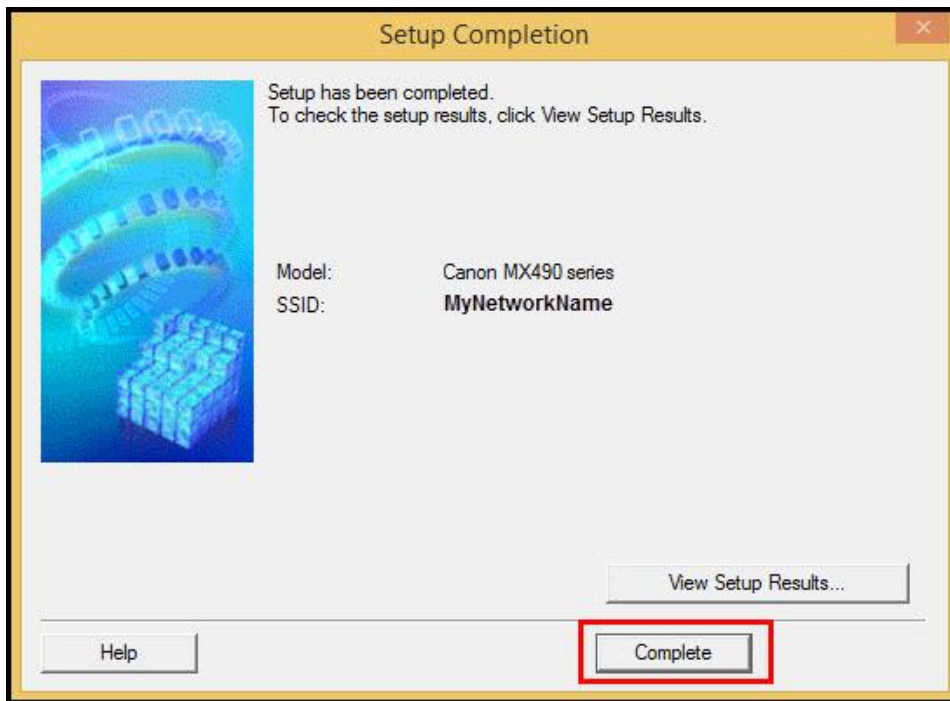 Setup Completion
Setup has been completed.
To check the setup results, click View Setup Results.
Model: Canon MX490 series
SSID: MyNetworkName
View Setup Results...
Help Complete